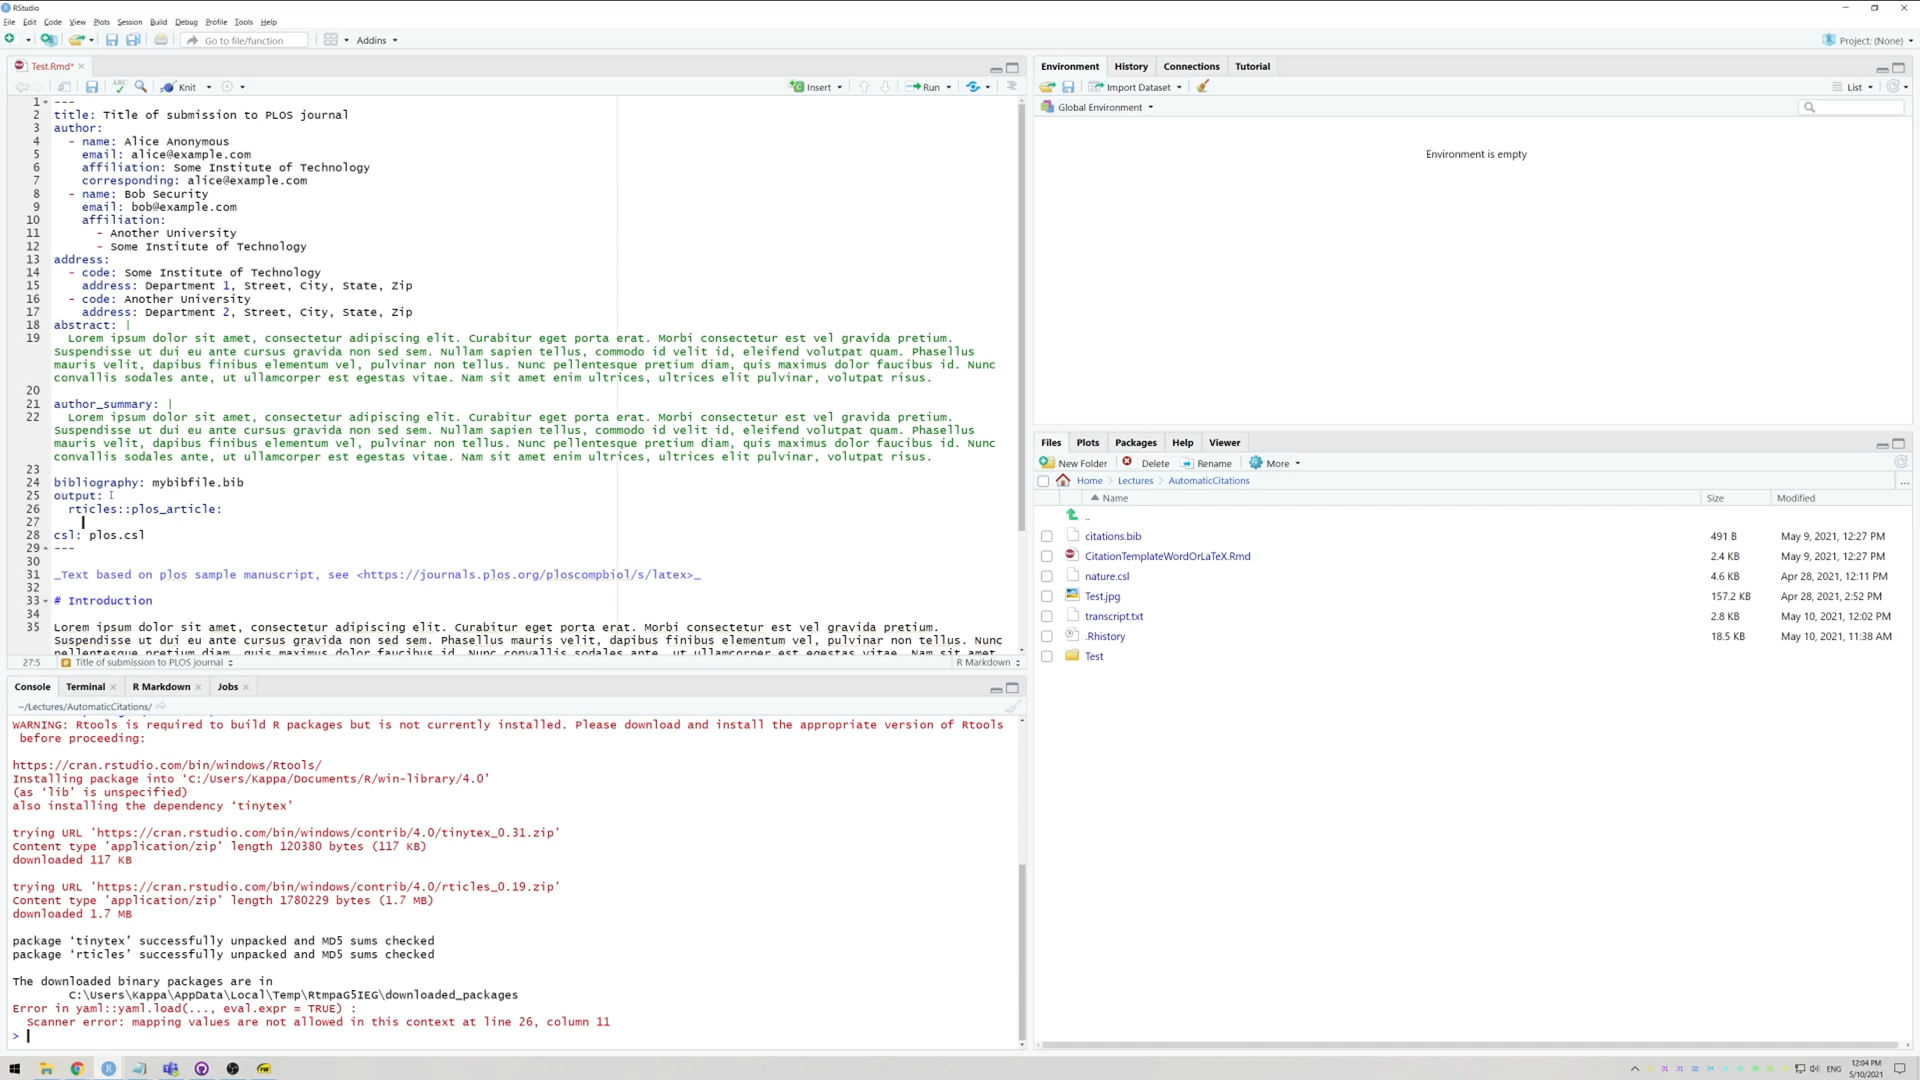 RStudio
File Edit Code View Plots Session Build Debug Profile Tools Help
Go to file/function Addins Project: (None)
Test.Rmd*
ABC Knit Insert Run
1 ---
2 title: Title of submission to PLOS journal
3 author:
4 - name: Alice Anonymous
5 email: alice@example.com
6 affiliation: Some Institute of Technology
7 corresponding: alice@example.com
8 - name: Bob Security
9 email: bob@example.com
10 affiliation:
11 - Another University
12 - Some Institute of Technology
13 address:
14 - code: Some Institute of Technology
15 address: Department 1, Street, City, State, Zip
16 - code: Another University
17 address: Department 2, Street, City, State, Zip
18 abstract: |
19 Lorem ipsum dolor sit amet, consectetur adipiscing elit. Curabitur eget porta erat. Morbi consectetur est vel gravida pretium.
Suspendisse ut dui eu ante cursus gravida non sed sem. Nullam sapien tellus, commodo id velit id, eleifend volutpat quam. Phasellus
mauris velit, dapibus finibus elementum vel, pulvinar non tellus. Nunc pellentesque pretium diam, quis maximus dolor faucibus id. Nunc
convallis sodales ante, ut ullamcorper est egestas vitae. Nam sit amet enim ultrices, ultrices elit pulvinar, volutpat risus.
20
21 author_summary: |
22 Lorem ipsum dolor sit amet, consectetur adipiscing elit. Curabitur eget porta erat. Morbi consectetur est vel gravida pretium.
Suspendisse ut dui eu ante cursus gravida non sed sem. Nullam sapien tellus, commodo id velit id, eleifend volutpat quam. Phasellus
mauris velit, dapibus finibus elementum vel, pulvinar non tellus. Nunc pellentesque pretium diam, quis maximus dolor faucibus id. Nunc
convallis sodales ante, ut ullamcorper est egestas vitae. Nam sit amet enim ultrices, ultrices elit pulvinar, volutpat risus.
23
24 bibliography: mybibfile.bib
25 output:
26 rticles::plos_article:
27
28 csl: plos.csl
29 ---
30
31 _Text based on plos sample manuscript, see <https://journals.plos.org/ploscompbiol/s/latex>_
32
33 # Introduction
34
35 Lorem ipsum dolor sit amet, consectetur adipiscing elit. Curabitur eget porta erat. Morbi consectetur est vel gravida pretium.
Suspendisse ut dui eu ante cursus gravida non sed sem. Phasellus mauris velit, dapibus finibus elementum vel, pulvinar non tellus. Nunc
pellentesque pretium diam, quis maximus dolor faucibus id. Nunc convallis sodales ante, ut ullamcorper est egestas vitae. Nam sit amet
27:5 Title of submission to PLOS journal R Markdown
Console Terminal R Markdown Jobs
~/Lectures/AutomaticCitations/
WARNING: Rtools is required to build R packages but is not currently installed. Please download and install the appropriate version of Rtools
before proceeding:
https://cran.rstudio.com/bin/windows/Rtools/
Installing package into ‘C:/Users/Kappa/Documents/R/win-library/4.0’
(as ‘lib’ is unspecified)
also installing the dependency ‘tinytex’
trying URL 'https://cran.rstudio.com/bin/windows/contrib/4.0/tinytex_0.31.zip'
Content type 'application/zip' length 120380 bytes (117 KB)
downloaded 117 KB
trying URL 'https://cran.rstudio.com/bin/windows/contrib/4.0/rticles_0.19.zip'
Content type 'application/zip' length 1780229 bytes (1.7 MB)
downloaded 1.7 MB
package ‘tinytex’ successfully unpacked and MD5 sums checked
package ‘rticles’ successfully unpacked and MD5 sums checked
The downloaded binary packages are in
C:\Users\Kappa\AppData\Local\Temp\RtmpaG5IEG\downloaded_packages
Error in yaml::yaml.load(..., eval.expr = TRUE) :
Scanner error: mapping values are not allowed in this context at line 26, column 11
>
Environment History Connections Tutorial
Import Dataset List
Global Environment
Environment is empty
Files Plots Packages Help Viewer
New Folder Delete Rename More
Home Lectures AutomaticCitations ...
Name Size Modified
..
citations.bib 491 B May 9, 2021, 12:27 PM
CitationTemplateWordOrLaTeX.Rmd 2.4 KB May 9, 2021, 12:27 PM
nature.csl 4.6 KB Apr 28, 2021, 12:11 PM
Test.jpg 157.2 KB Apr 28, 2021, 2:52 PM
transcript.txt 2.8 KB May 10, 2021, 12:02 PM
.Rhistory 18.5 KB May 10, 2021, 11:38 AM
Test
ENG 12:04 PM
5/10/2021